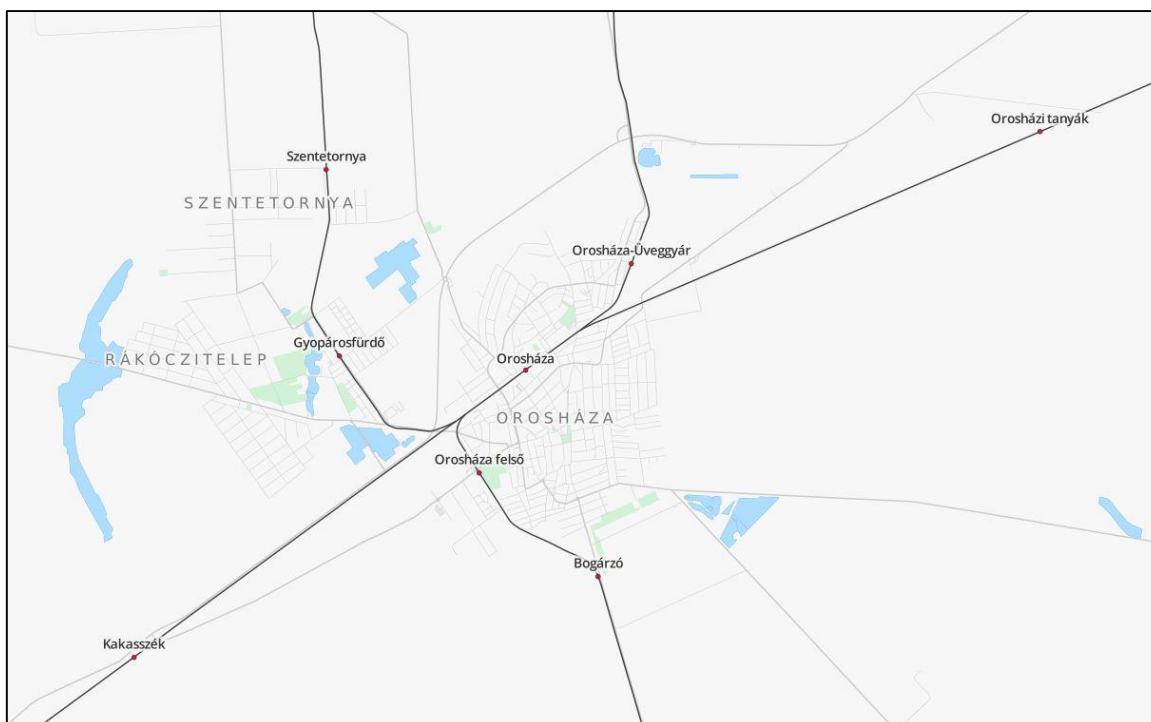 Orosházi tanyák
Szentetornya
SZENTETORNYA
Orosháza-Üveggyár
Gyopárosfürdő
RÁKÓCZITELEP
Orosháza
OROSHÁZA
Orosháza felső
Bogárzó
Kakasszék